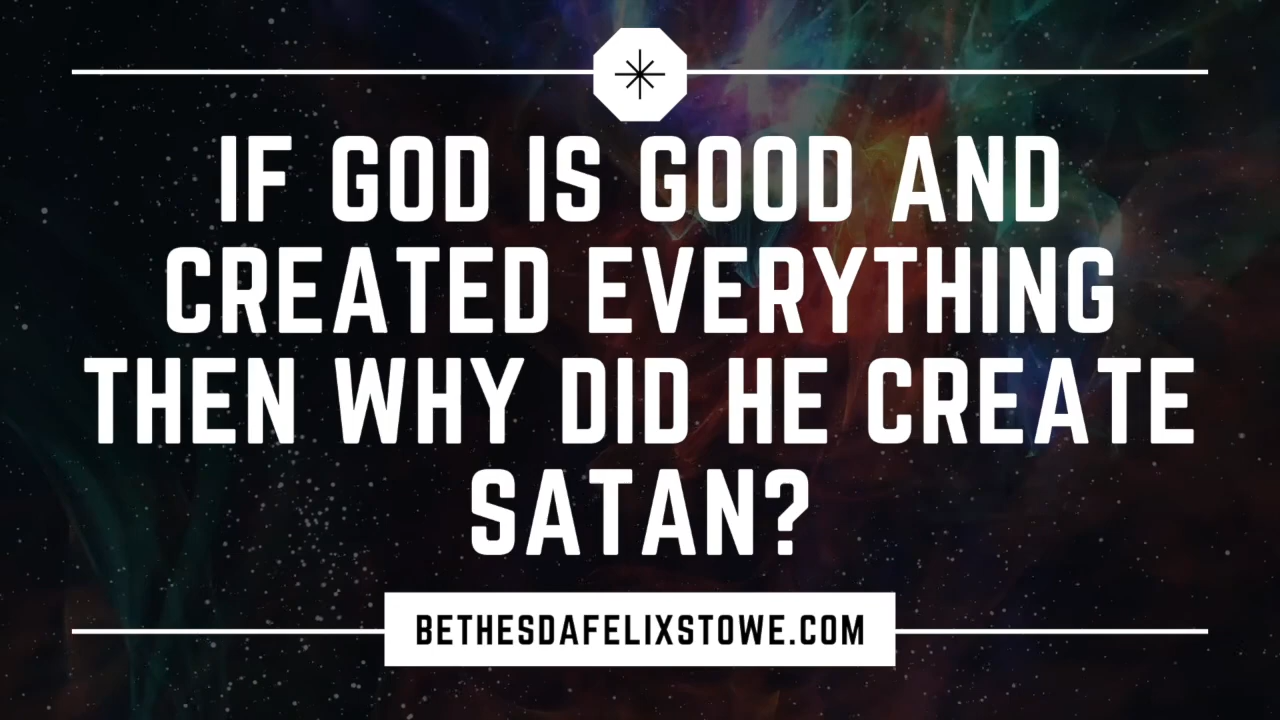 IF GOD IS GOOD AND
CREATED EVERYTHING
THEN WHY DID HE CREATE
SATAN?
BETHESDAFELIXSTOWE.COM